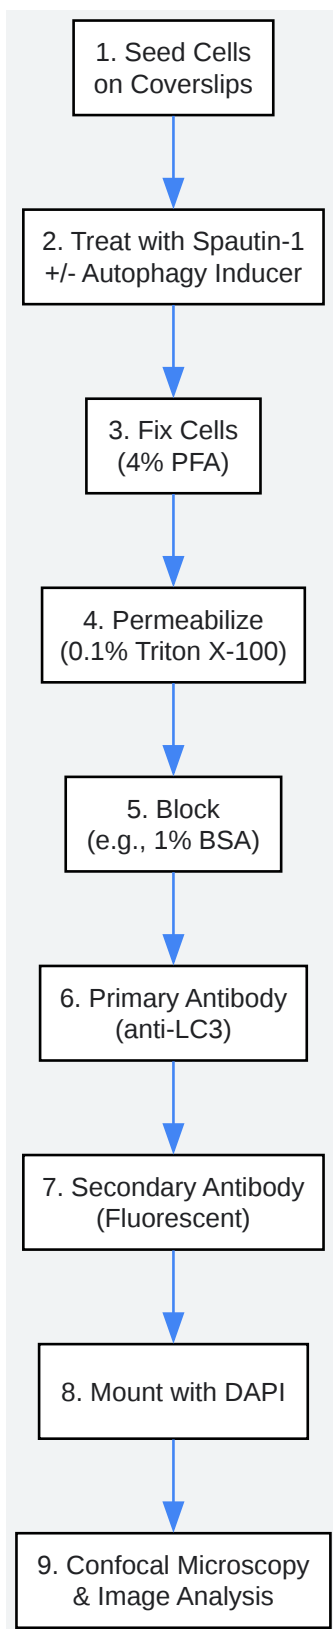 1. Seed Cells
on Coverslips
2. Treat with Spautin-1
+/- Autophagy Inducer
3. Fix Cells
(4% PFA)
4. Permeabilize
(0.1% Triton X-100)
5. Block
(e.g., 1% BSA)
6. Primary Antibody
(anti-LC3)
7. Secondary Antibody
(Fluorescent)
8. Mount with DAPI
9. Confocal Microscopy
& Image Analysis